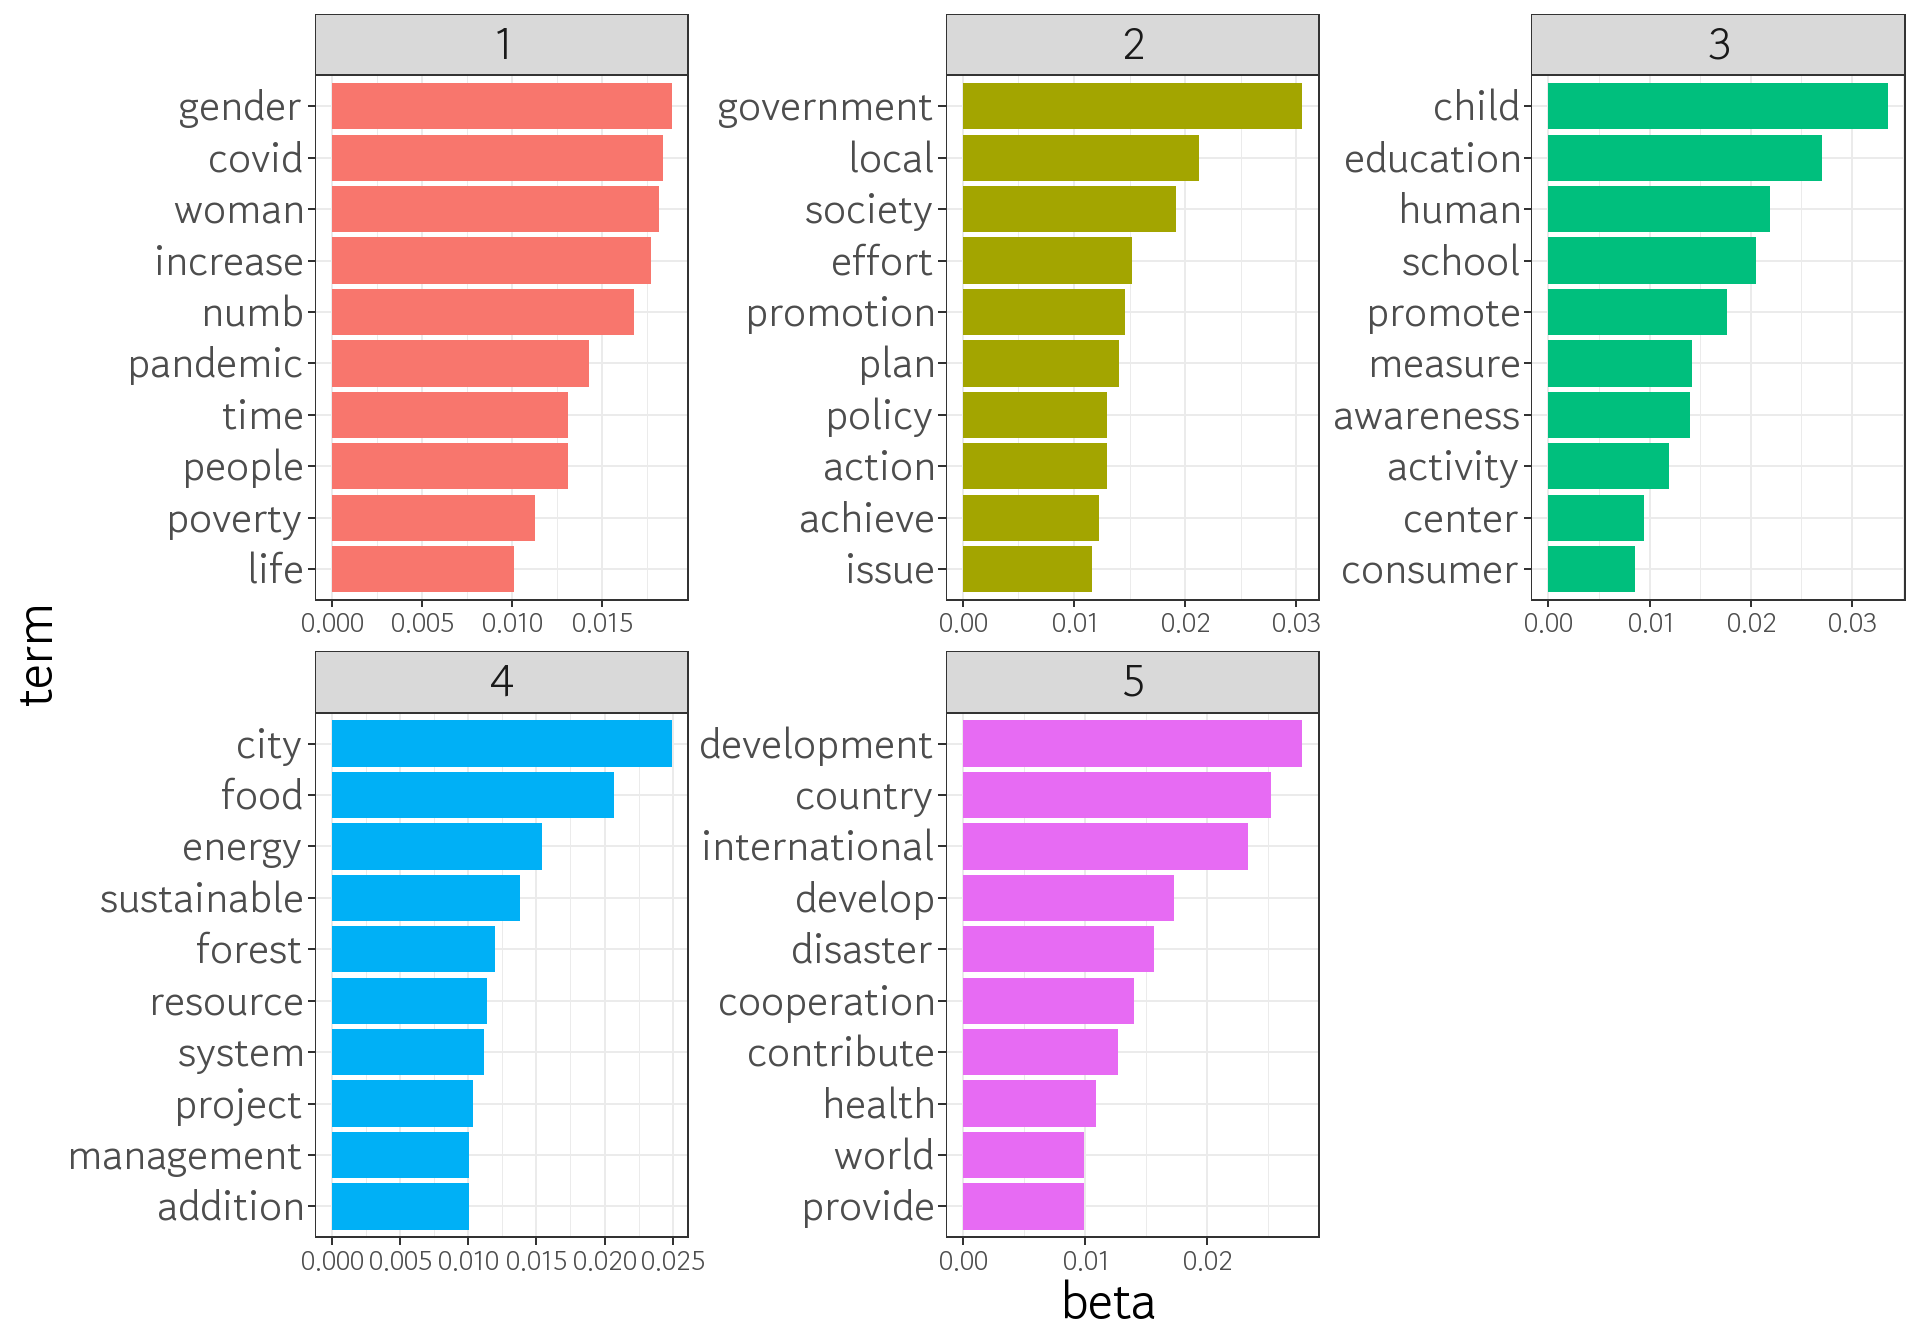 1
gender
covid
woman
increase
numb
pandemic
time
people
poverty
life
0.000 0.005 0.010 0.015
2
government
local
society
effort
promotion
plan
policy
action
achieve
issue
0.00 0.01 0.02 0.03
3
child
education
human
school
promote
measure
awareness
activity
center
consumer
0.00 0.01 0.02 0.03
4
city
food
energy
sustainable
forest
resource
system
project
management
addition
0.000 0.005 0.010 0.015 0.020 0.025
5
development
country
international
develop
disaster
cooperation
contribute
health
world
provide
0.00 0.01 0.02
term
beta